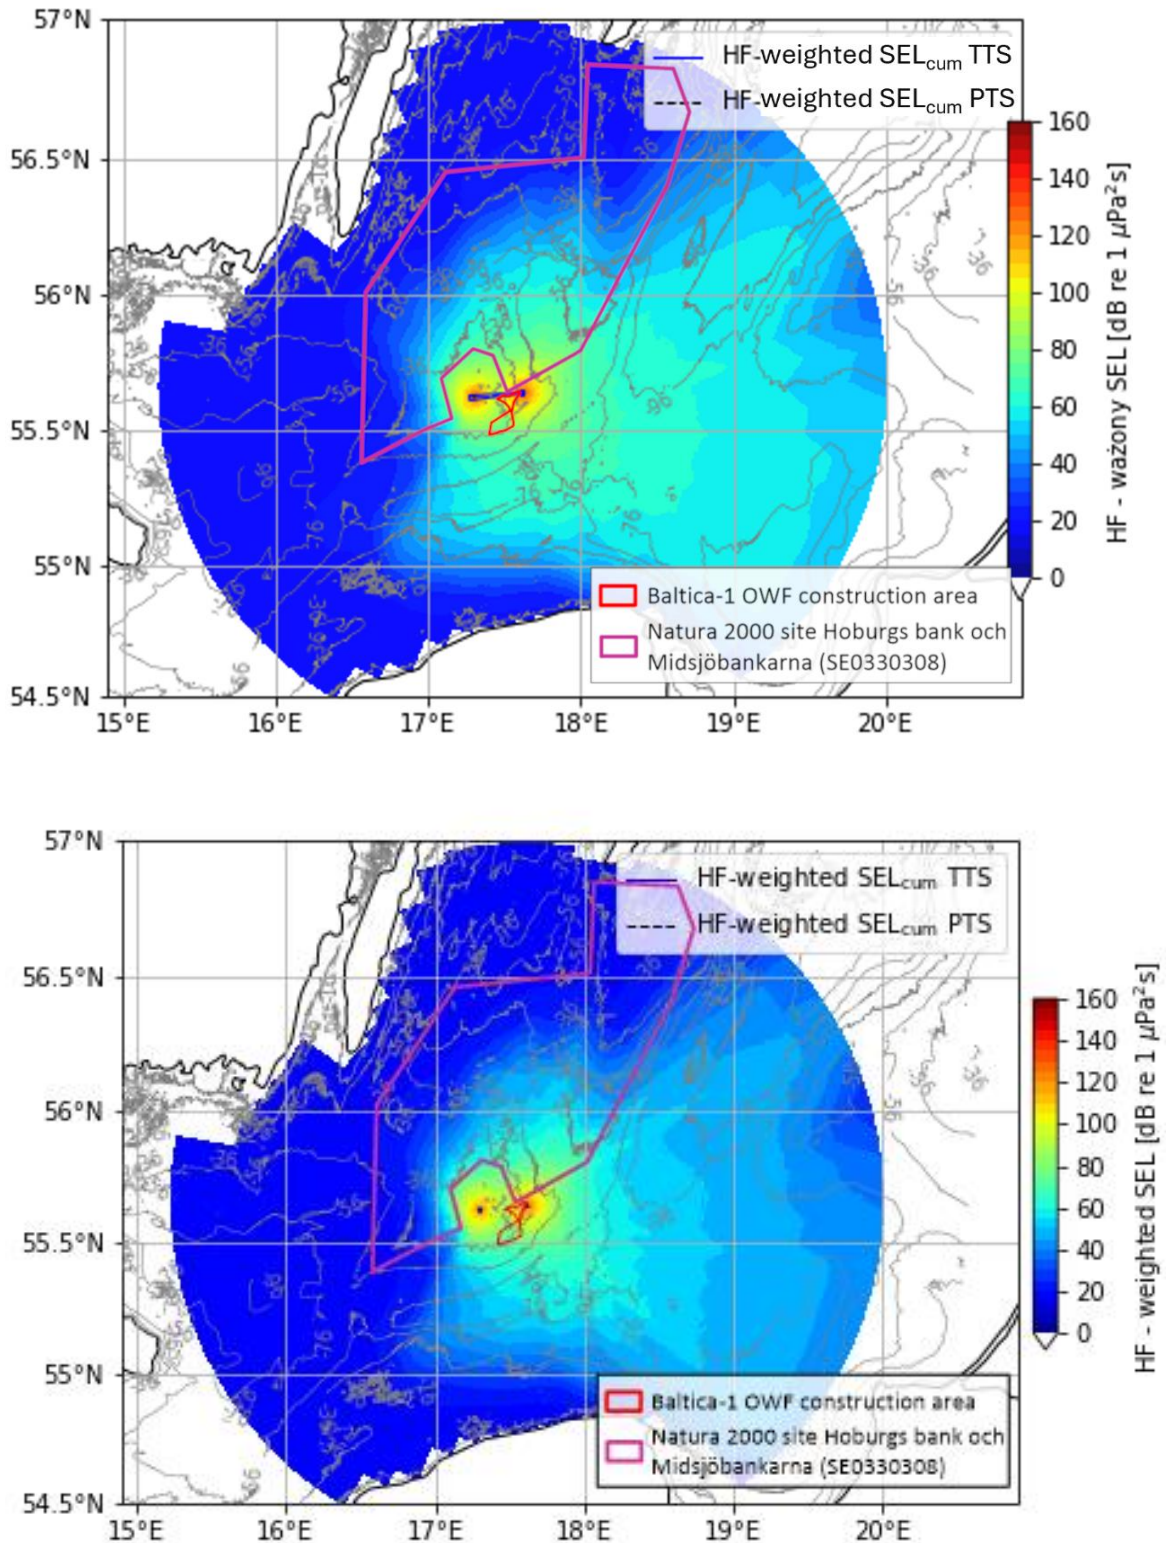 57°N
HF-weighted SELcum TTS
HF-weighted SELcum PTS
56.5°N
56°N
55.5°N
55°N
54.5°N
160
140
120
100
80
60
40
20
0
HF - ważony SEL [dB re 1 μPa²s]
Baltica-1 OWF construction area
Natura 2000 site Hoburgs bank och
Midsjöbankarna (SE0330308)
15°E
16°E
17°E
18°E
19°E
20°E
57°N
HF-weighted SELcum TTS
HF-weighted SELcum PTS
56.5°N
56°N
55.5°N
55°N
54.5°N
160
140
120
100
80
60
40
20
0
HF - weighted SEL [dB re 1 μPa²s]
Baltica-1 OWF construction area
Natura 2000 site Hoburgs bank och
Midsjöbankarna (SE0330308)
15°E
16°E
17°E
18°E
19°E
20°E